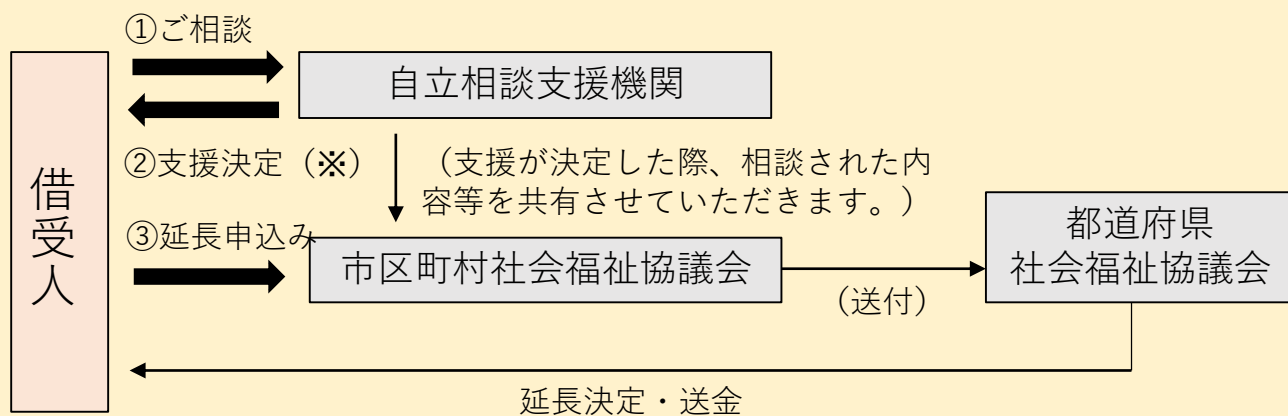 ①ご相談
自立相談支援機関
②支援決定（※）
（支援が決定した際、相談された内
容等を共有させていただきます。）
借受人
③延長申込み
市区町村社会福祉協議会
（送付）
都道府県
社会福祉協議会
延長決定・送金